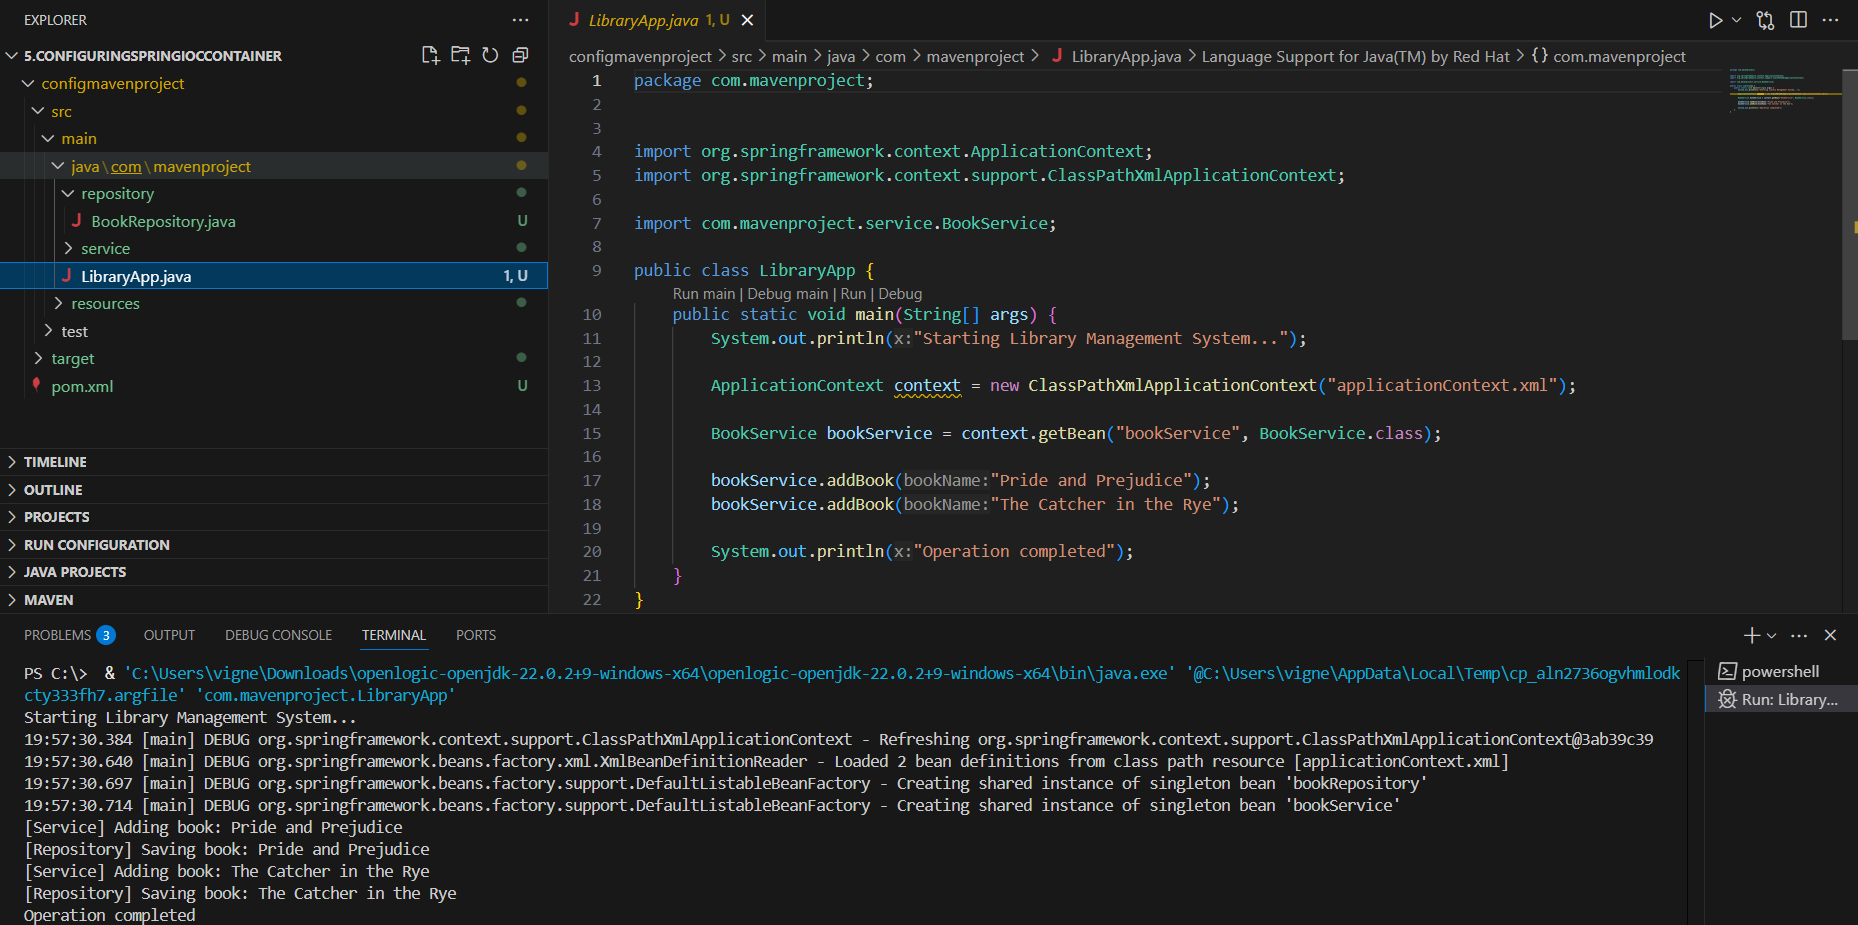 EXPLORER
5.CONFIGURINGSPRINGIOCCONTAINER
configmavenproject
src
main
java\com\mavenproject
repository
BookRepository.java U
service
LibraryApp.java 1, U
resources
test
target
pom.xml U
TIMELINE
OUTLINE
PROJECTS
RUN CONFIGURATION
JAVA PROJECTS
MAVEN
LibraryApp.java 1, U
configmavenproject > src > main > java > com > mavenproject > LibraryApp.java > Language Support for Java(TM) by Red Hat > {} com.mavenproject
1 package com.mavenproject;
2
3
4 import org.springframework.context.ApplicationContext;
5 import org.springframework.context.support.ClassPathXmlApplicationContext;
6
7 import com.mavenproject.service.BookService;
8
9 public class LibraryApp {
Run main | Debug main | Run | Debug
10 public static void main(String[] args) {
11 System.out.println(x:"Starting Library Management System...");
12
13 ApplicationContext context = new ClassPathXmlApplicationContext("applicationContext.xml");
14
15 BookService bookService = context.getBean("bookService", BookService.class);
16
17 bookService.addBook(bookName:"Pride and Prejudice");
18 bookService.addBook(bookName:"The Catcher in the Rye");
19
20 System.out.println(x:"Operation completed");
21 }
22 }
PROBLEMS 3 OUTPUT DEBUG CONSOLE TERMINAL PORTS
PS C:\> & 'C:\Users\vigne\Downloads\openlogic-openjdk-22.0.2+9-windows-x64\openlogic-openjdk-22.0.2+9-windows-x64\bin\java.exe' '@C:\Users\vigne\AppData\Local\Temp\cp_aln2736ogvhmlodk
cty333fh7.argfile' 'com.mavenproject.LibraryApp'
Starting Library Management System...
19:57:30.384 [main] DEBUG org.springframework.context.support.ClassPathXmlApplicationContext - Refreshing org.springframework.context.support.ClassPathXmlApplicationContext@3ab39c39
19:57:30.640 [main] DEBUG org.springframework.beans.factory.xml.XmlBeanDefinitionReader - Loaded 2 bean definitions from class path resource [applicationContext.xml]
19:57:30.697 [main] DEBUG org.springframework.beans.factory.support.DefaultListableBeanFactory - Creating shared instance of singleton bean 'bookRepository'
19:57:30.714 [main] DEBUG org.springframework.beans.factory.support.DefaultListableBeanFactory - Creating shared instance of singleton bean 'bookService'
[Service] Adding book: Pride and Prejudice
[Repository] Saving book: Pride and Prejudice
[Service] Adding book: The Catcher in the Rye
[Repository] Saving book: The Catcher in the Rye
Operation completed
powershell
Run: Library...